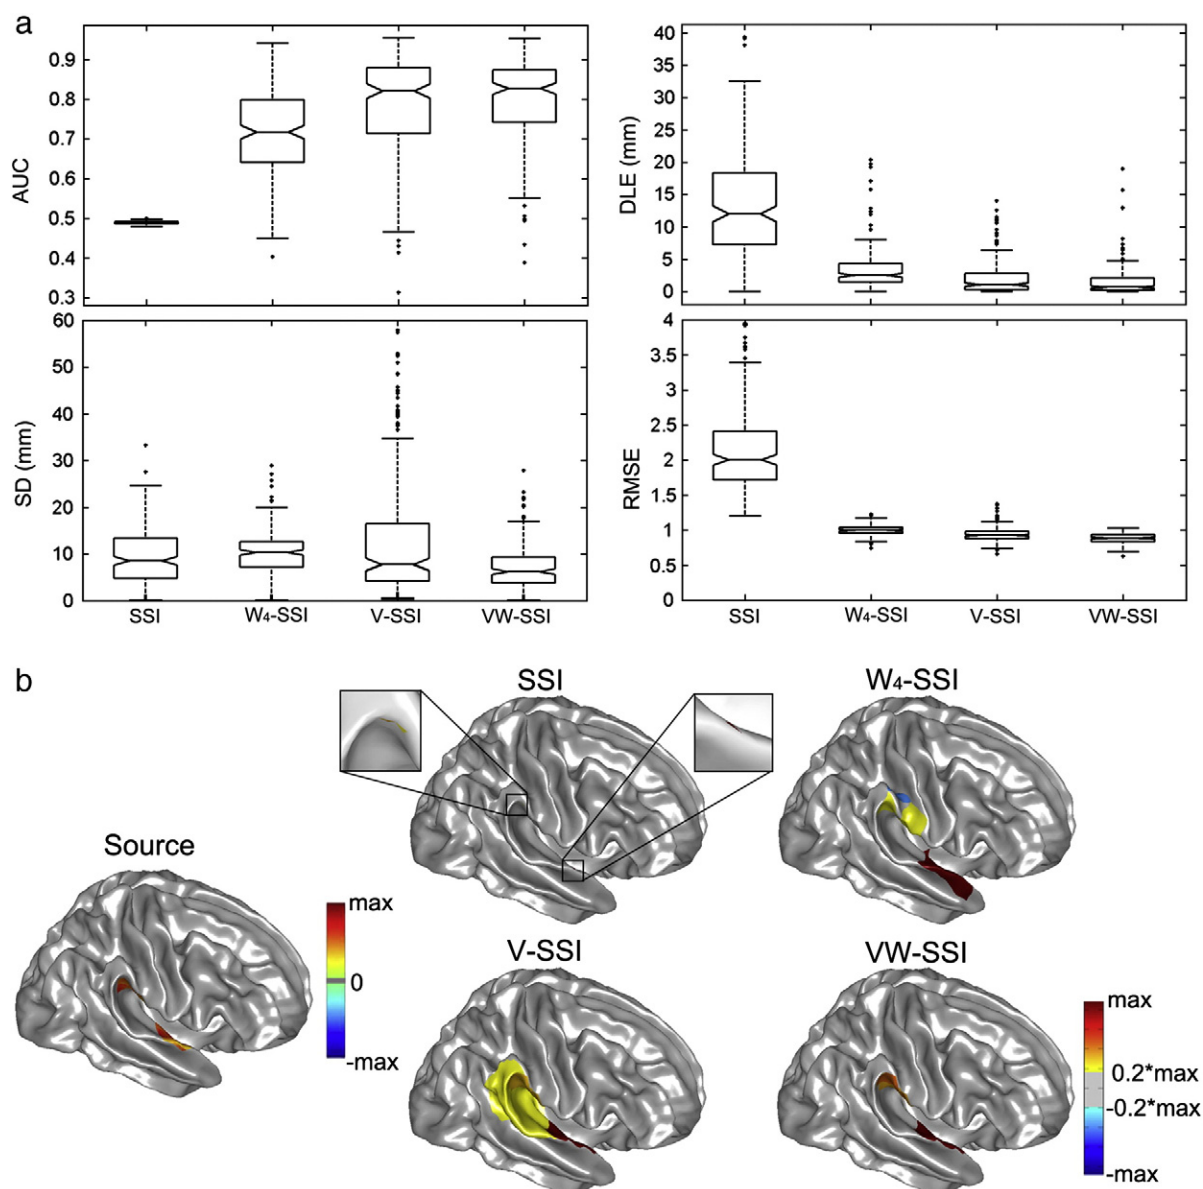 a
AUC
0.9
0.8
0.7
0.6
0.5
0.4
0.3
DLE (mm)
40
35
30
25
20
15
10
5
0
SD (mm)
60
50
40
30
20
10
0
SSI
W4-SSI
V-SSI
VW-SSI
RMSE
4
3.5
3
2.5
2
1.5
1
0.5
0
SSI
W4-SSI
V-SSI
VW-SSI
b
SSI
W4-SSI
Source
max
0
-max
V-SSI
VW-SSI
max
0.2*max
-0.2*max
-max